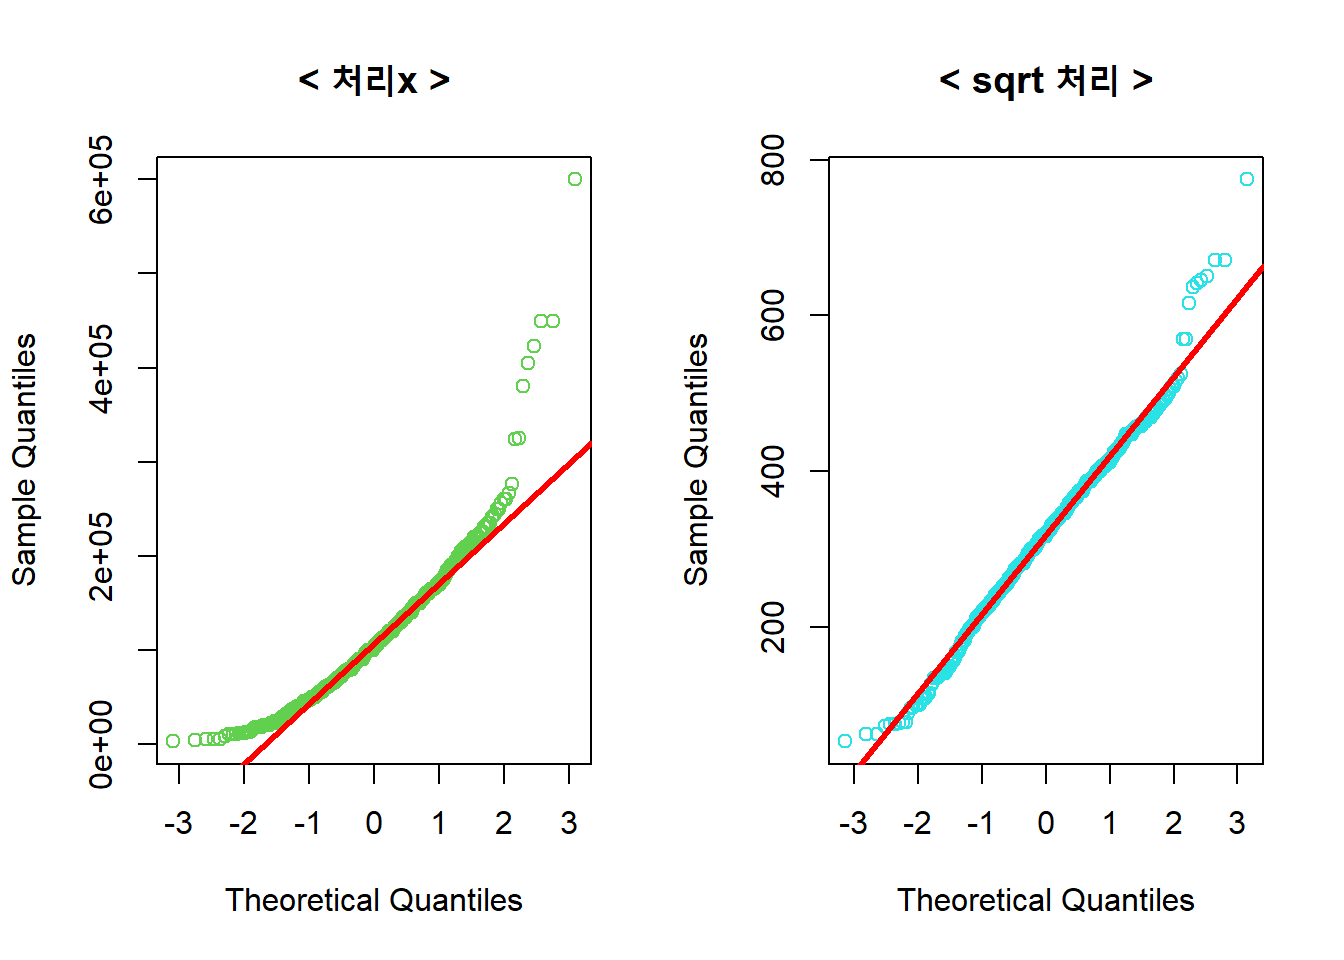 < 처리x >
Sample Quantiles
6e+05
4e+05
2e+05
0e+00
-3 -2 -1 0 1 2 3
Theoretical Quantiles
< sqrt 처리 >
Sample Quantiles
800
600
400
200
-3 -2 -1 0 1 2 3
Theoretical Quantiles